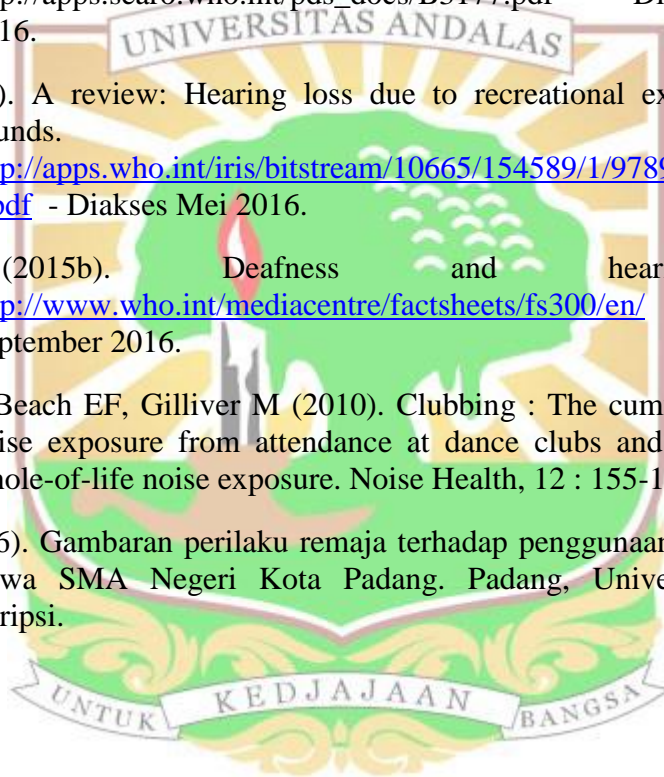 p://apps.searo.who.int/pds_docs/B3177.pdf
16.
UNIVERSITAS ANDALAS
). A review: Hearing loss due to recreational ex
unds.
p://apps.who.int/iris/bitstream/10665/154589/1/9789
pdf - Diakses Mei 2016.
(2015b). Deafness and hear
p://www.who.int/mediacentre/factsheets/fs300/en/
ptember 2016.
Beach EF, Gilliver M (2010). Clubbing : The cum
ise exposure from attendance at dance clubs and
hole-of-life noise exposure. Noise Health, 12 : 155-1
6). Gambaran perilaku remaja terhadap penggunaan
wa SMA Negeri Kota Padang. Padang, Univer
ripsi.
UNTUK KEDJAJAAN BANGSA